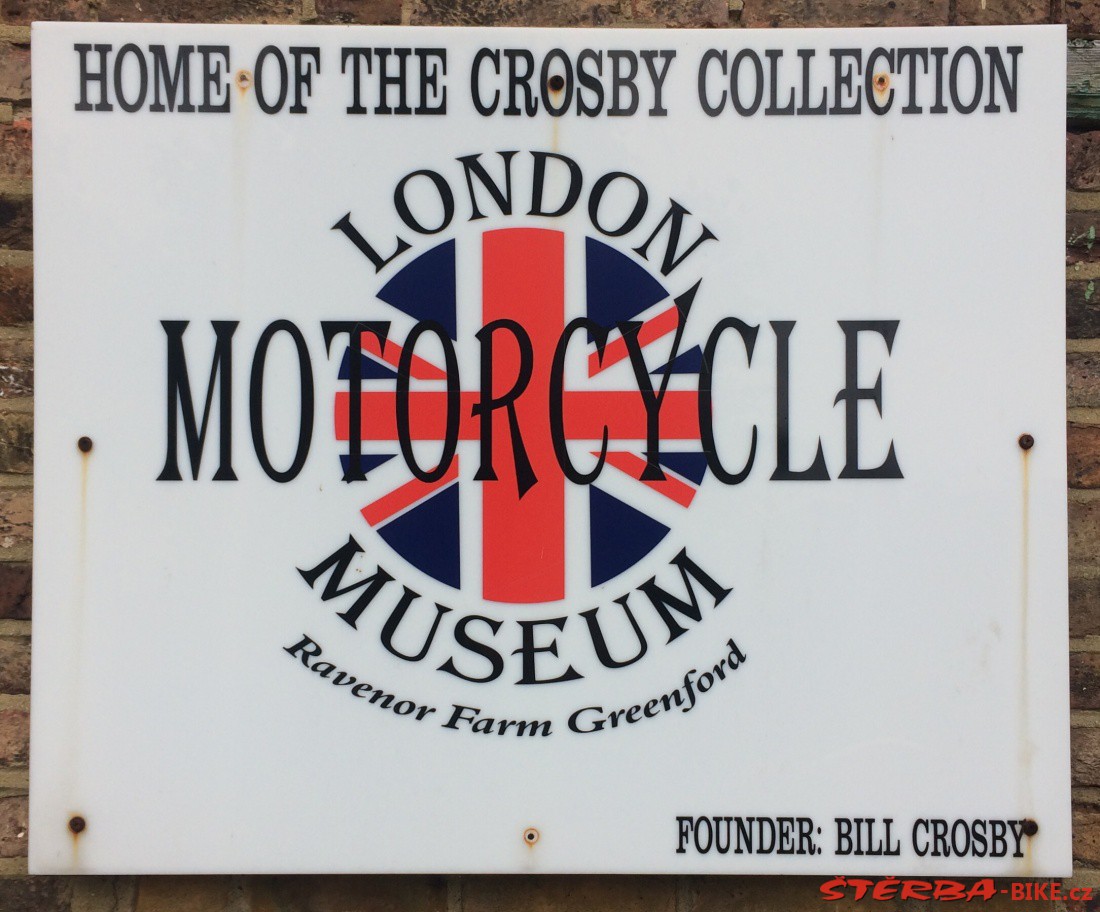 HOME OF THE CROSBY COLLECTION
LONDON
MOTORCYCLE
MUSEUM
Ravenor Farm Greenford
FOUNDER: BILL CROSBY
ŠTĚRBA-BIKE.cz